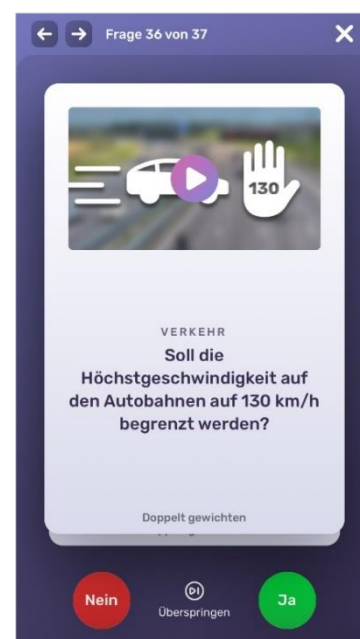 Frage 36 von 37
130
VERKEHR
Soll die
Höchstgeschwindigkeit auf
den Autobahnen auf 130 km/h
begrenzt werden?
Doppelt gewichten
Nein
Überspringen
Ja